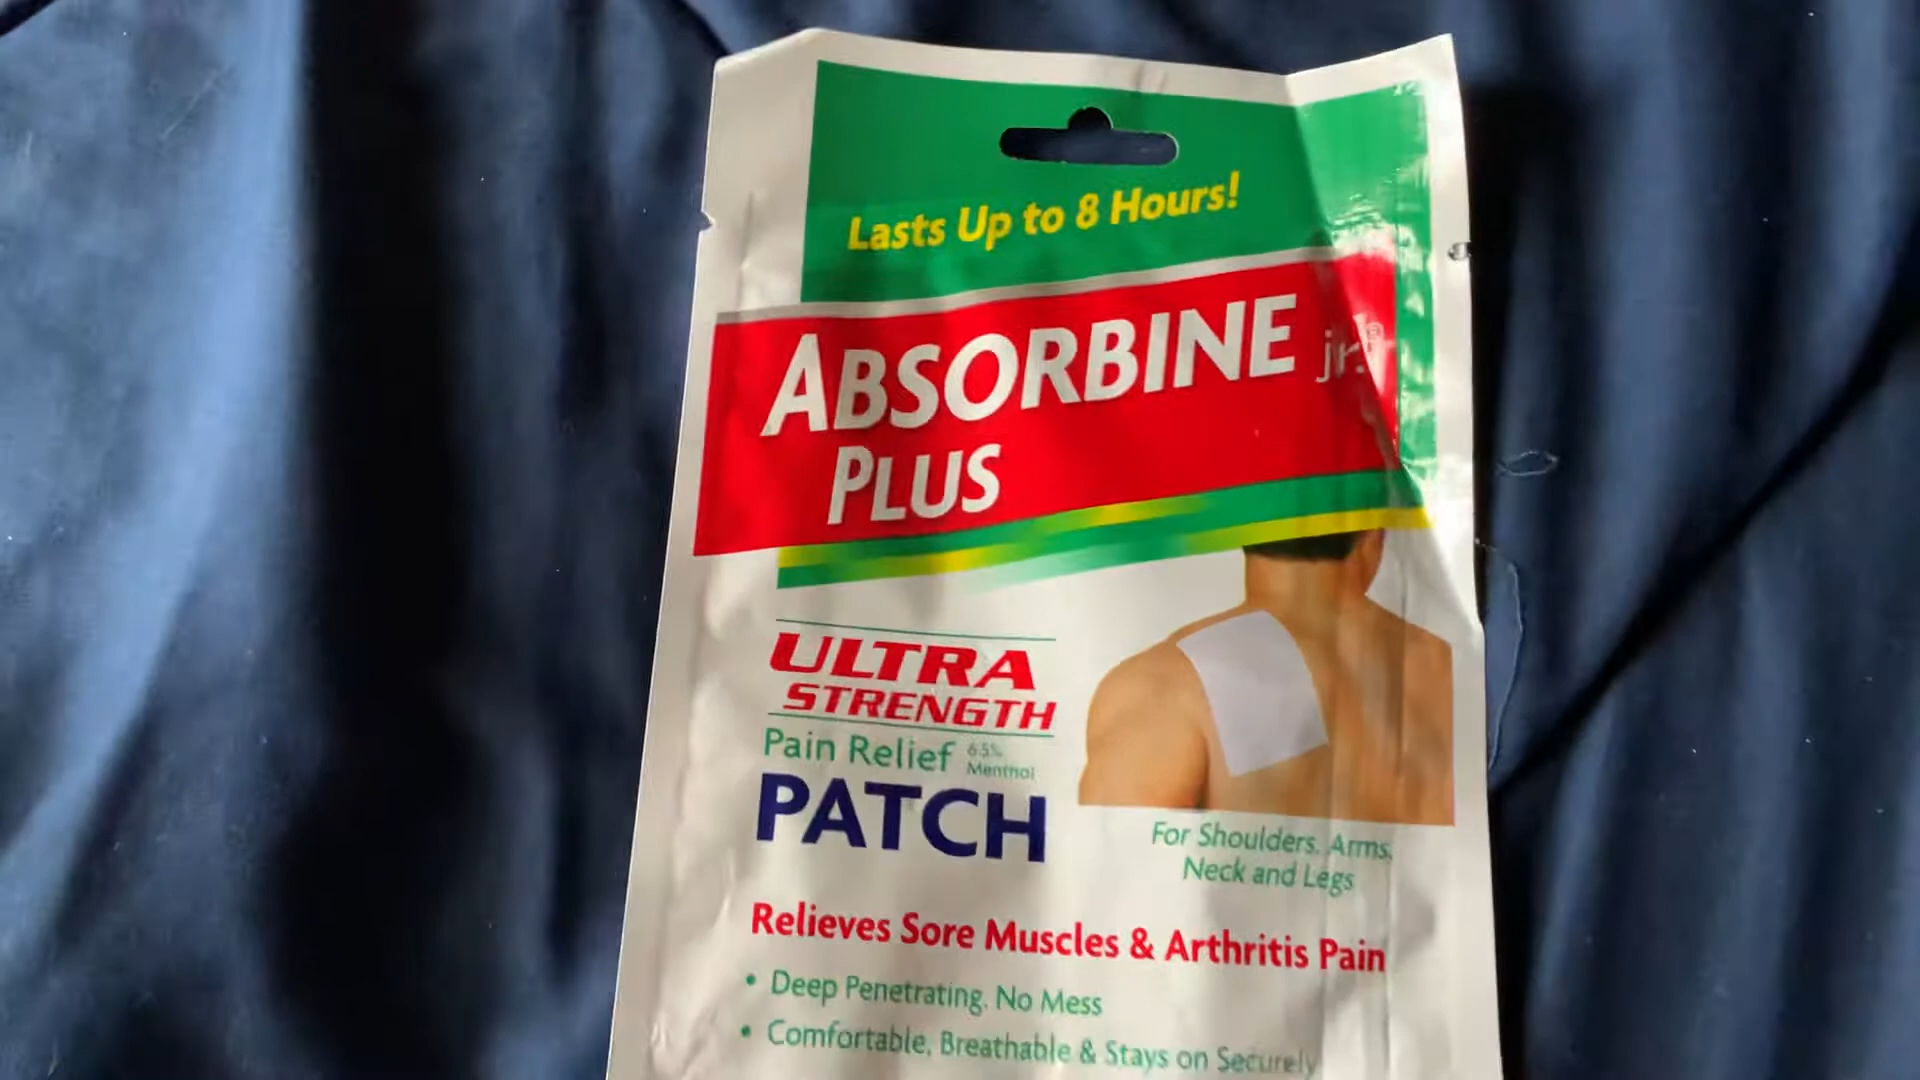 Lasts Up to 8 Hours!
ABSORBINE jr.®
PLUS
ULTRA
STRENGTH
Pain Relief 6.5%
Menthol
PATCH
For Shoulders, Arms,
Neck and Legs
Relieves Sore Muscles & Arthritis Pain
• Deep Penetrating, No Mess
• Comfortable, Breathable & Stays on Securely